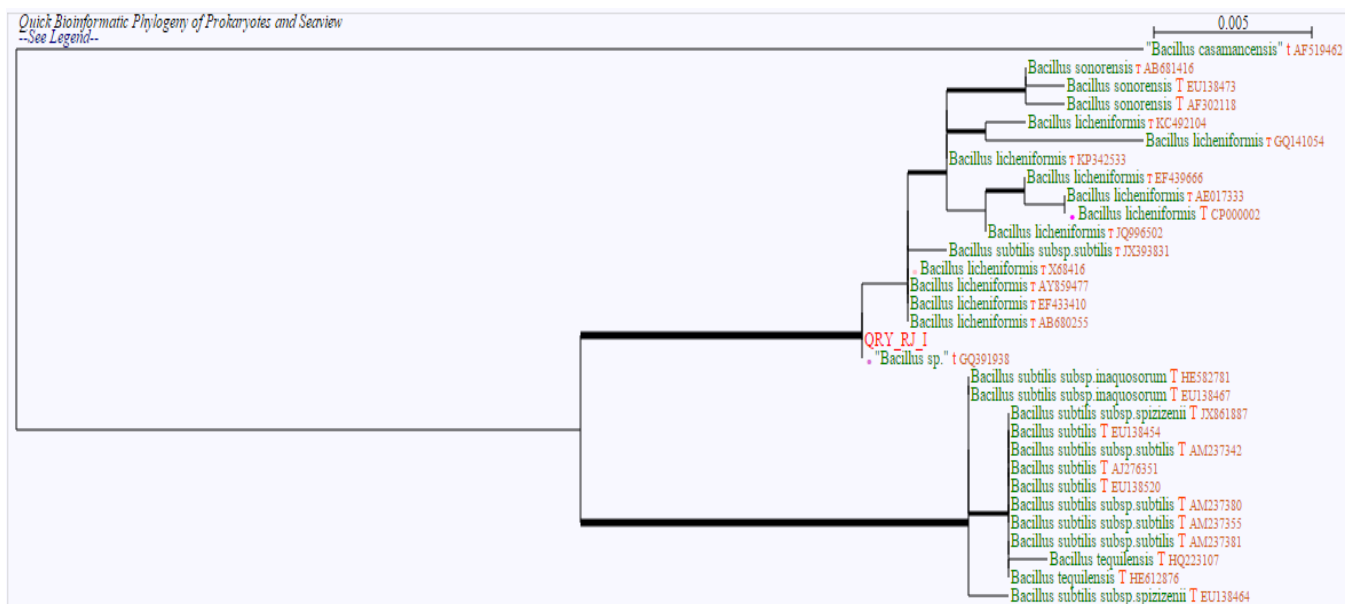 Quick Bioinformatic Phylogeny of Prokaryotes and Seaview
--See Legend--
0.005
"Bacillus casamancensis" t AF519462
Bacillus sonorensis T AB681416
Bacillus sonorensis T EU138473
Bacillus sonorensis T AF302118
Bacillus licheniformis T KC492104
Bacillus licheniformis T GQ141054
Bacillus licheniformis T KP342533
Bacillus licheniformis T EF439666
Bacillus licheniformis T AE017333
Bacillus licheniformis T CP000002
Bacillus licheniformis T JQ996502
Bacillus subtilis subsp.subtilis T JX393831
Bacillus licheniformis T X68416
Bacillus licheniformis T AY859477
Bacillus licheniformis T EF433410
Bacillus licheniformis T AB680255
QRY_RJ_I
"Bacillus sp." t GQ391938
Bacillus subtilis subsp.inaquosorum T HE582781
Bacillus subtilis subsp.inaquosorum T EU138467
Bacillus subtilis subsp.spizizenii T JX861887
Bacillus subtilis T EU138454
Bacillus subtilis subsp.subtilis T AM237342
Bacillus subtilis T AJ276351
Bacillus subtilis T EU138520
Bacillus subtilis subsp.subtilis T AM237380
Bacillus subtilis subsp.subtilis T AM237355
Bacillus subtilis subsp.subtilis T AM237381
Bacillus tequilensis T HQ223107
Bacillus tequilensis T HE612876
Bacillus subtilis subsp.spizizenii T EU138464